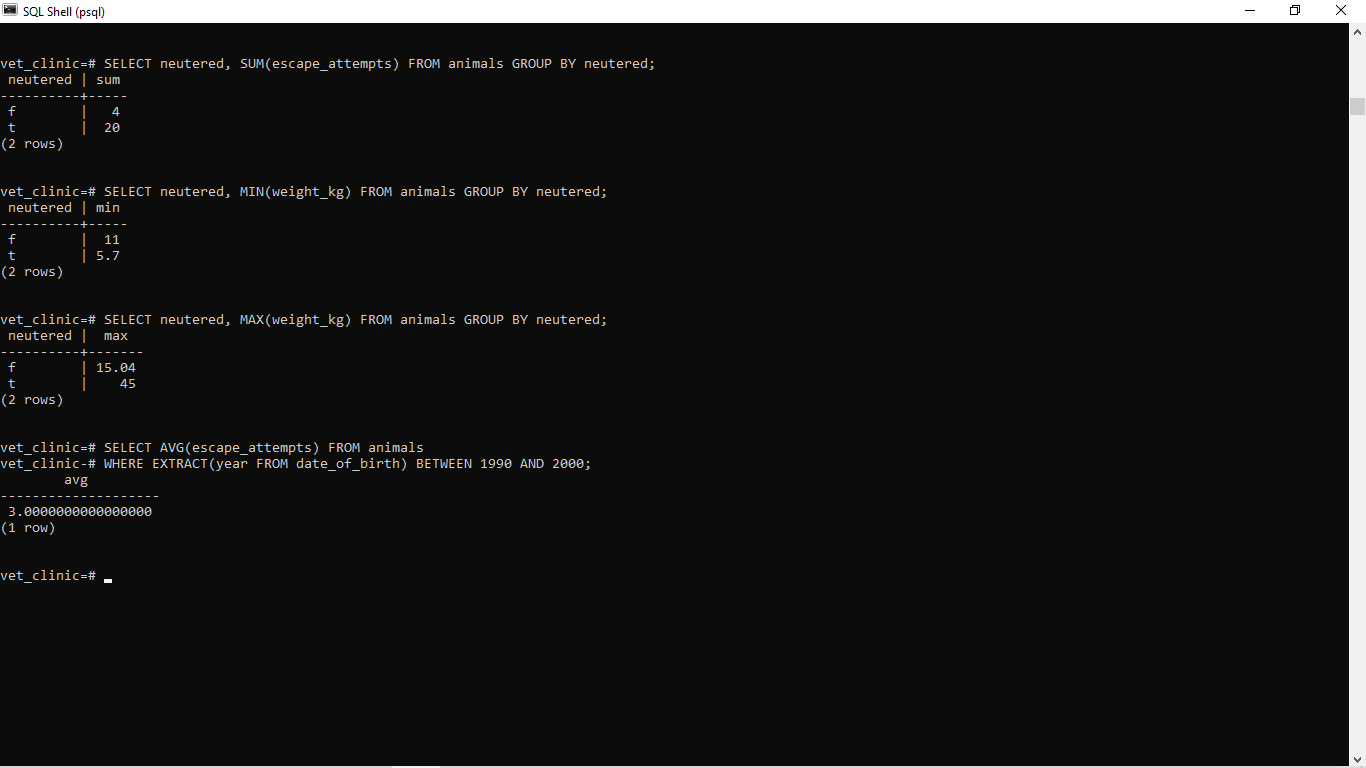 SQL Shell (psql)
vet_clinic=# SELECT neutered, SUM(escape_attempts) FROM animals GROUP BY neutered;
 neutered | sum
----------+-----
 f        |   4
 t        |  20
(2 rows)
vet_clinic=# SELECT neutered, MIN(weight_kg) FROM animals GROUP BY neutered;
 neutered | min
----------+-----
 f        |  11
 t        | 5.7
(2 rows)
vet_clinic=# SELECT neutered, MAX(weight_kg) FROM animals GROUP BY neutered;
 neutered |  max
----------+-------
 f        | 15.04
 t        |    45
(2 rows)
vet_clinic=# SELECT AVG(escape_attempts) FROM animals
vet_clinic-# WHERE EXTRACT(year FROM date_of_birth) BETWEEN 1990 AND 2000;
        avg
--------------------
 3.0000000000000000
(1 row)
vet_clinic=#